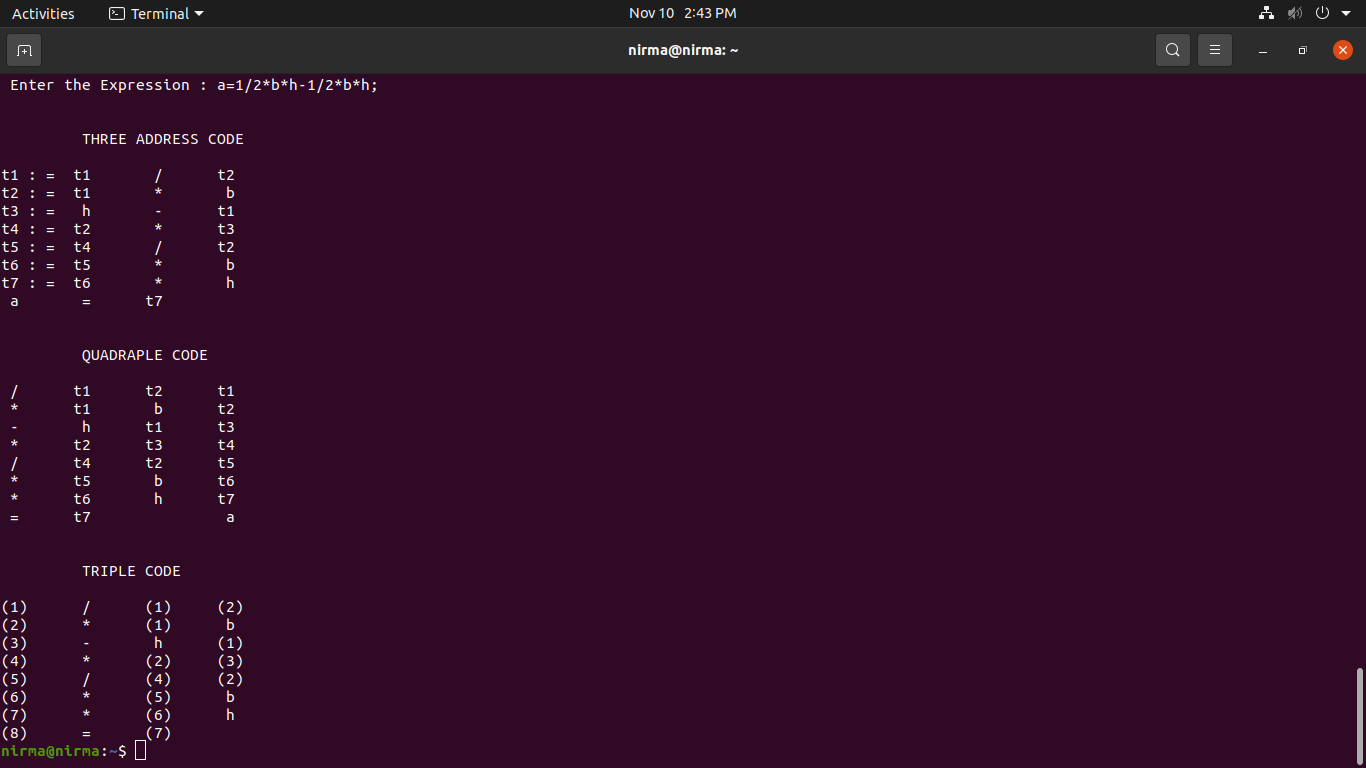 Activities Terminal Nov 10 2:43 PM
nirma@nirma: ~
Enter the Expression : a=1/2*b*h-1/2*b*h;
THREE ADDRESS CODE
t1 : = t1 / t2
t2 : = t1 * b
t3 : = h - t1
t4 : = t2 * t3
t5 : = t4 / t2
t6 : = t5 * b
t7 : = t6 * h
a = t7
QUADRAPLE CODE
/ t1 t2 t1
* t1 b t2
- h t1 t3
* t2 t3 t4
/ t4 t2 t5
* t5 b t6
* t6 h t7
= t7 a
TRIPLE CODE
(1) / (1) (2)
(2) * (1) b
(3) - h (1)
(4) * (2) (3)
(5) / (4) (2)
(6) * (5) b
(7) * (6) h
(8) = (7)
nirma@nirma:~$